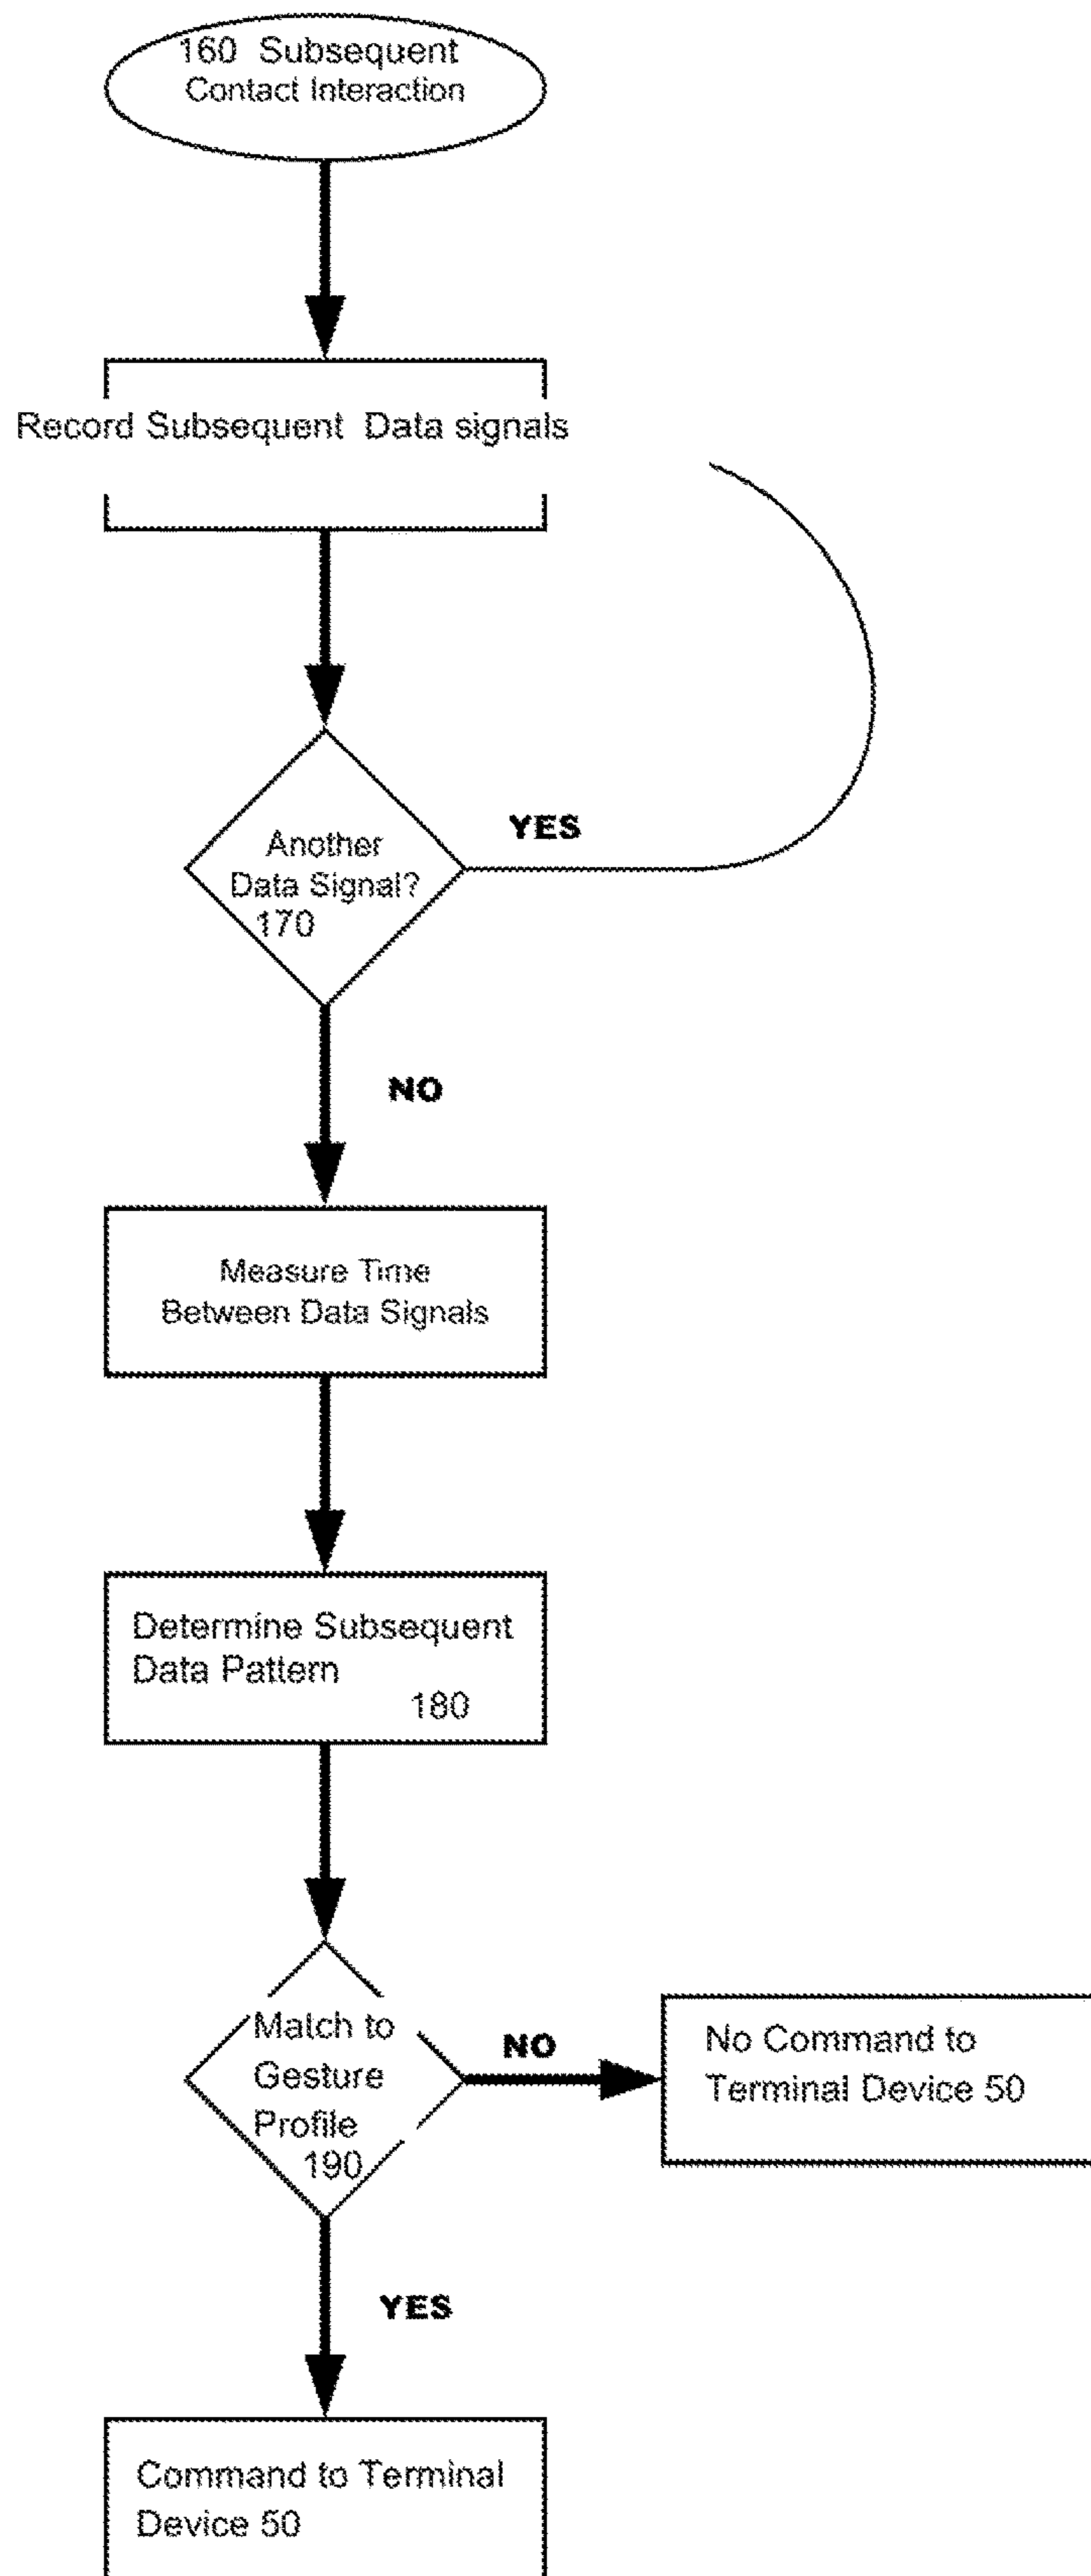 160 Subsequent
Contact Interaction
Record Subsequent Data signals
YES
Another
Data Signal?
170
NO
Measure Time
Between Data Signals
Determine Subsequent
Data Pattern
180
Match to
Gesture
Profile
190
NO
No Command to
Terminal Device 50
YES
Command to Terminal
Device 50